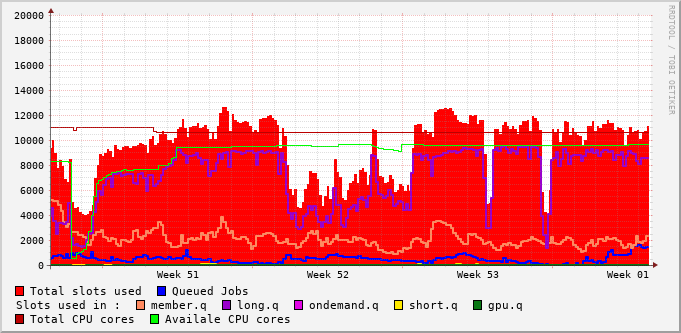 20000
18000
16000
14000
12000
10000
8000
6000
4000
2000
0
Week 51 Week 52 Week 53 Week 01
RRDTOOL / TOBI OETIKER
Total slots used Queued Jobs
Slots used in : member.q long.q ondemand.q short.q gpu.q
Total CPU cores Availale CPU cores